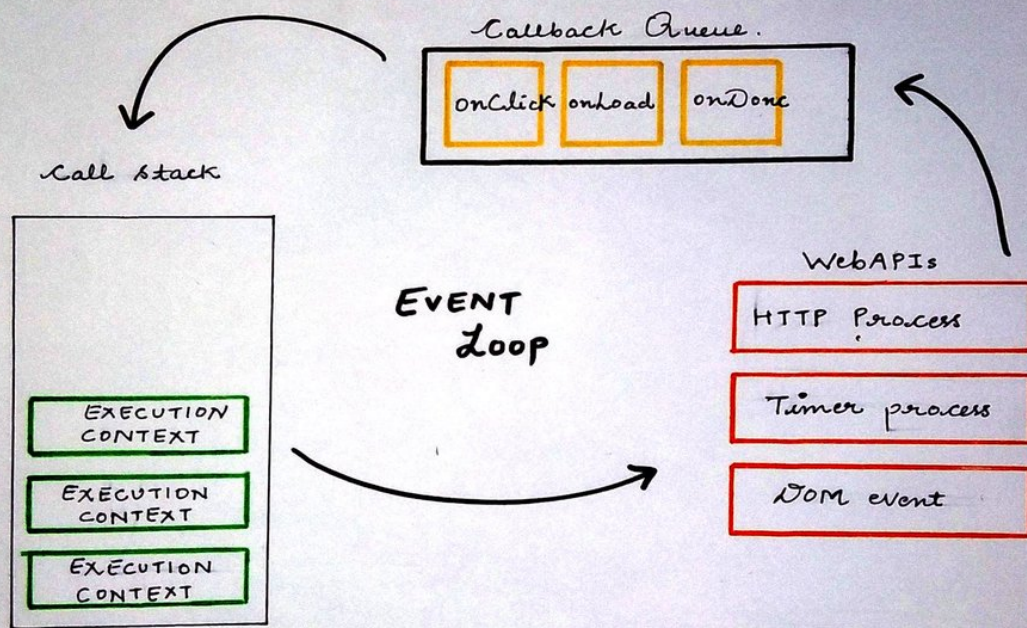 Callback Queue.
onClick onLoad onDone
Call Stack
WebAPIs
HTTP Process
EVENT
Loop
Timer process
EXECUTION
CONTEXT
DOM event
EXECUTION
CONTEXT
EXECUTION
CONTEXT